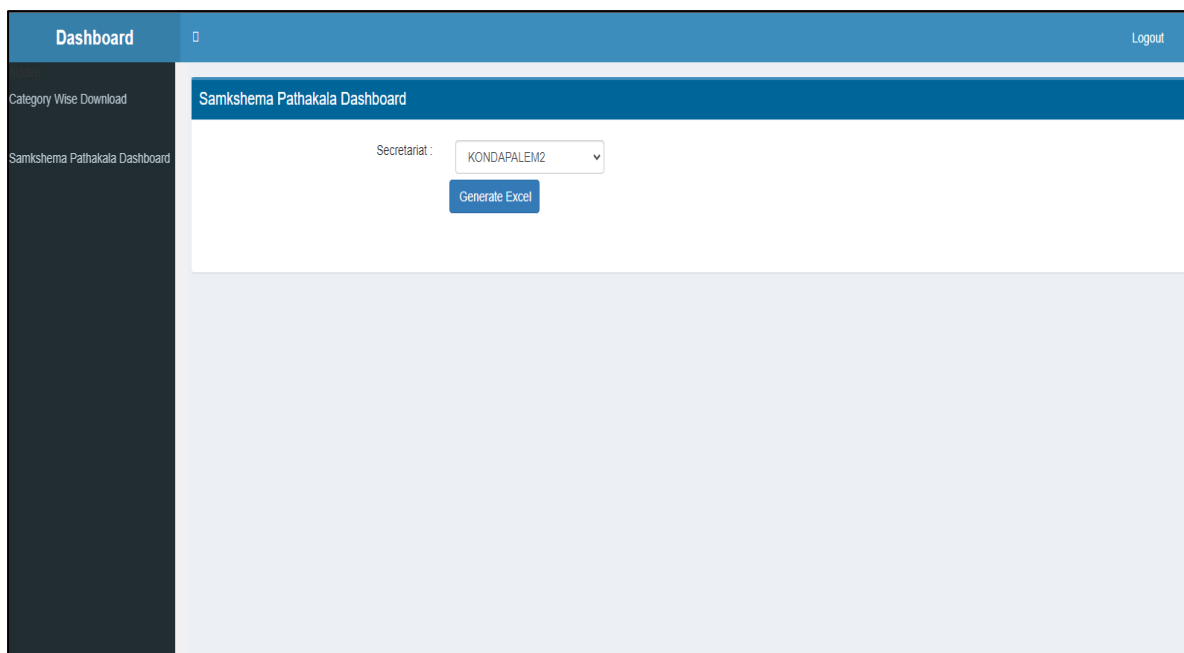 Dashboard
Logout
Category Wise Download
Samkshema Pathakala Dashboard
Samkshema Pathakala Dashboard
Secretariat :
KONDAPALEM2
Generate Excel